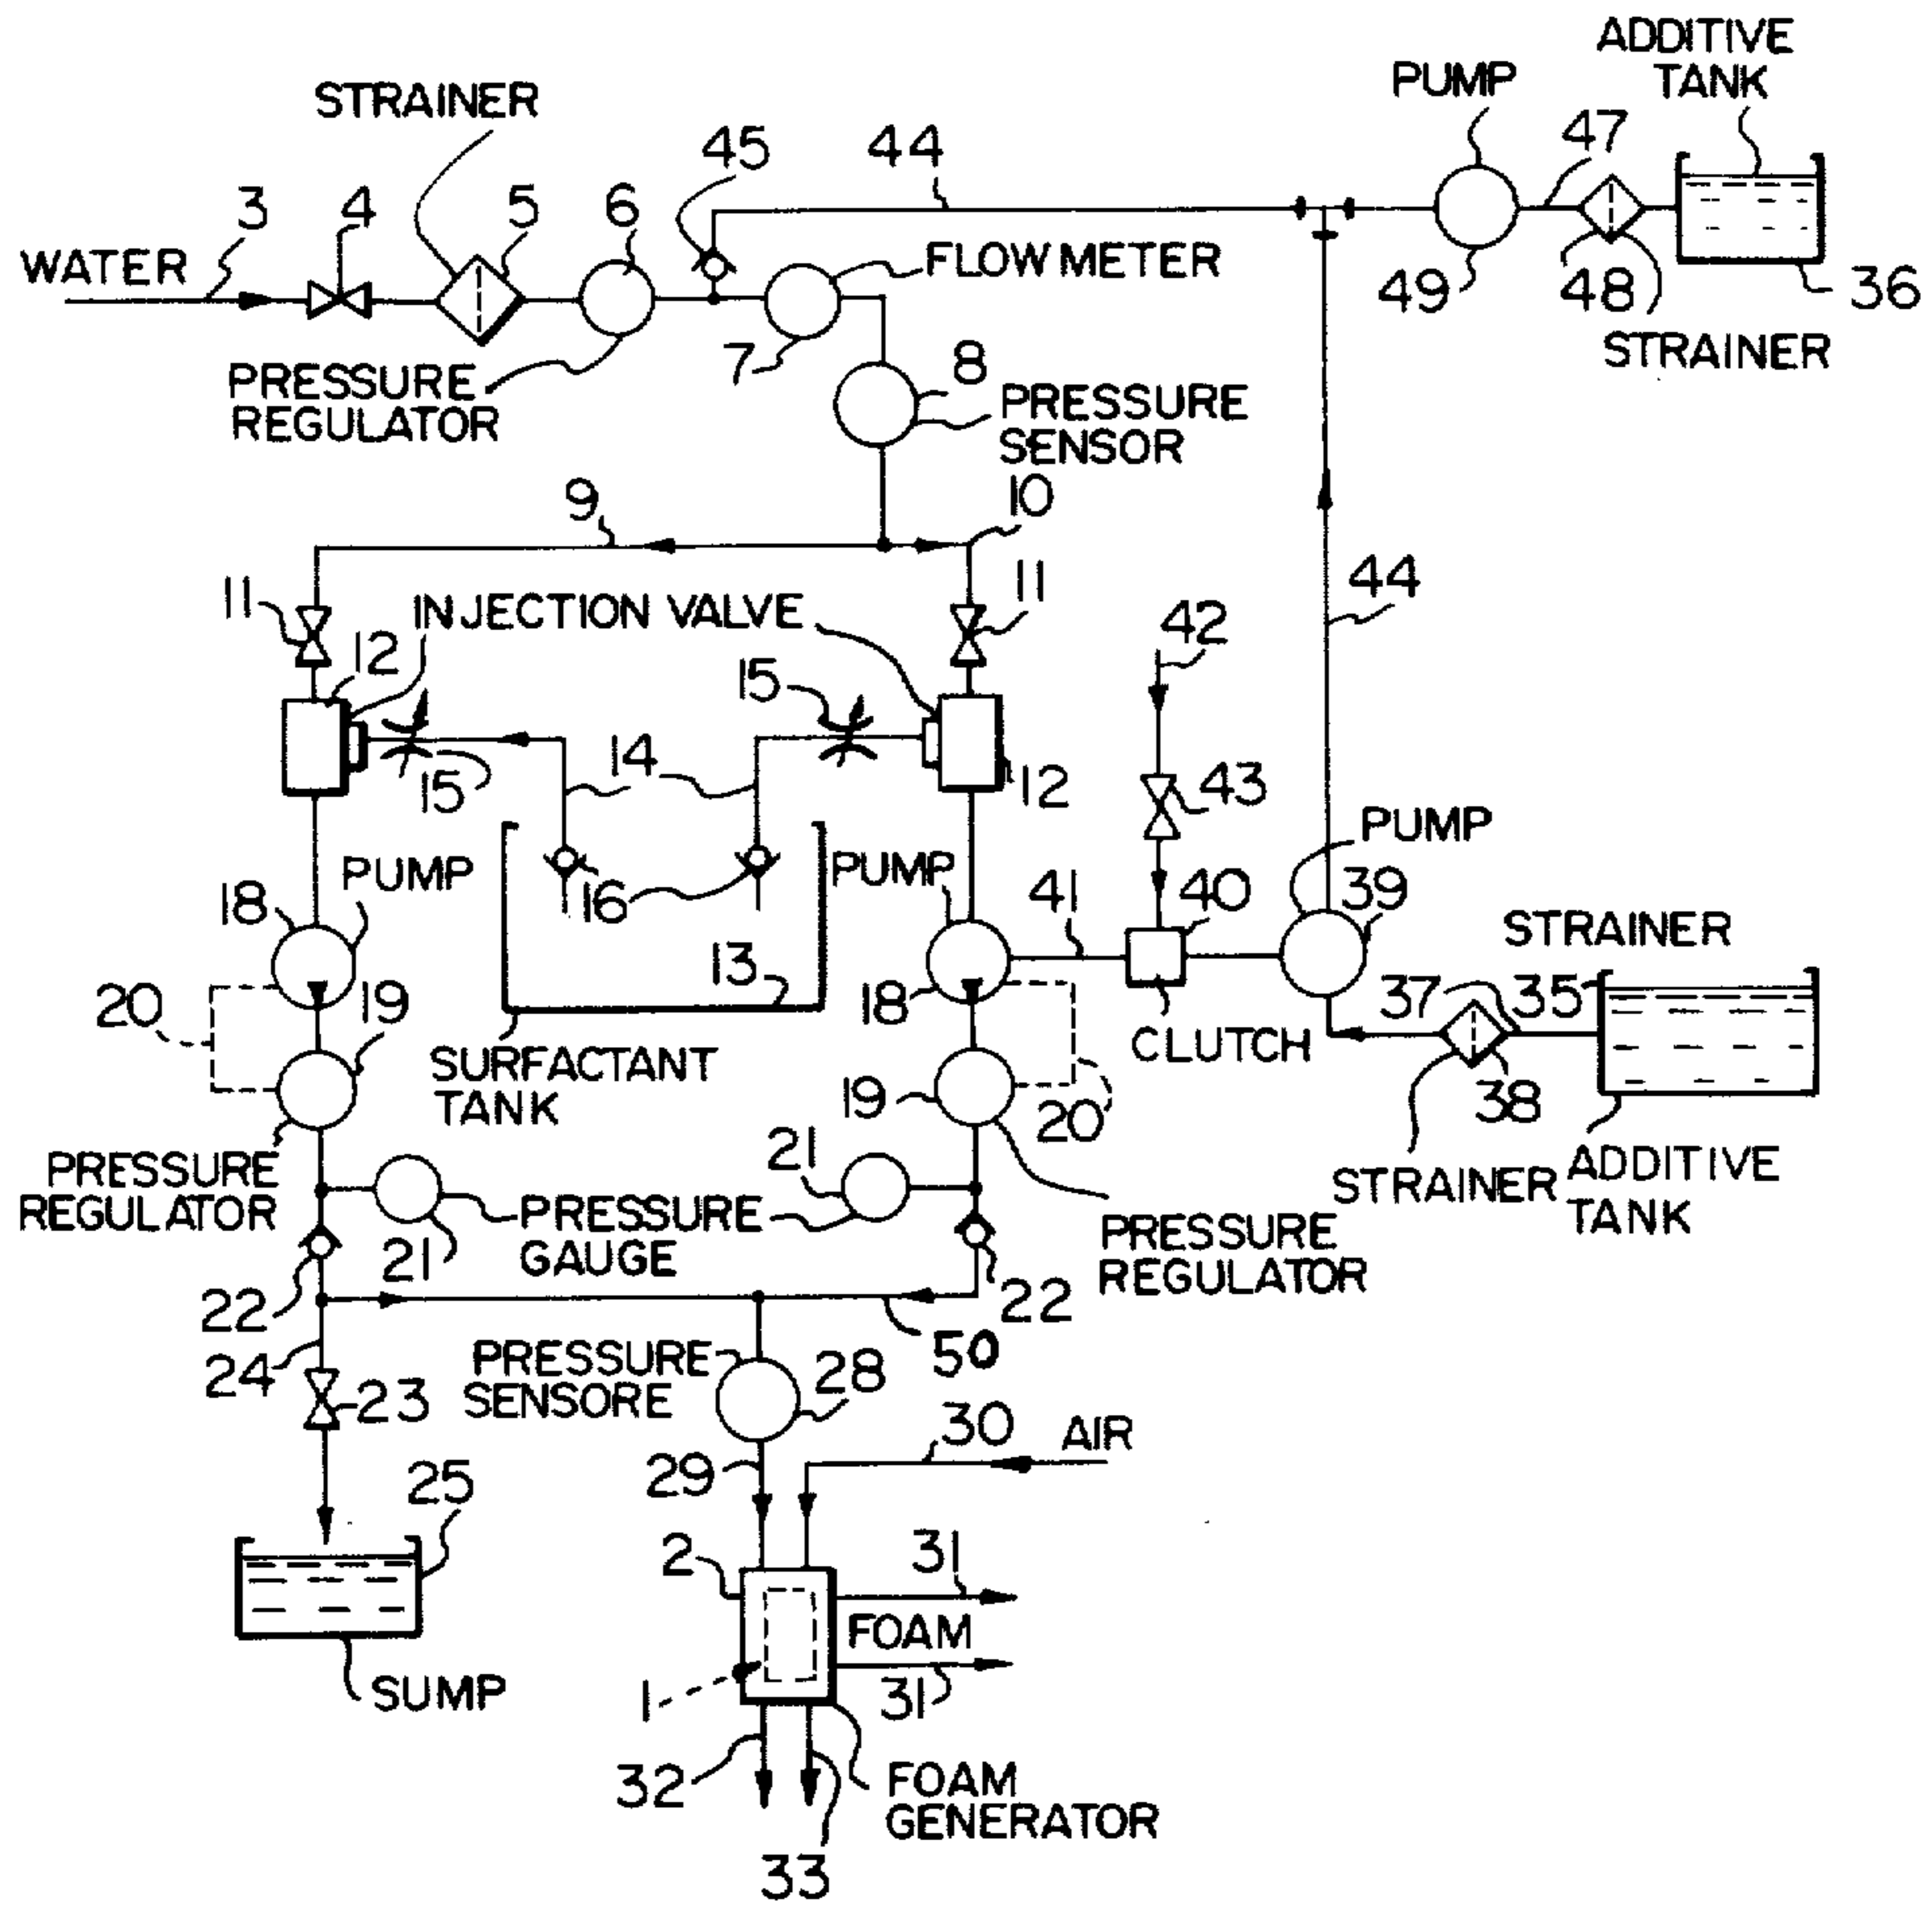 ADDITIVE
TANK
PUMP
STRAINER
45
44
47
3
4
5
6
WATER
FLOW METER
49
48
36
STRAINER
PRESSURE
REGULATOR
7
8
PRESSURE
SENSOR
9
10
11
INJECTION VALVE
11
44
42
12
15
14
15
12
43
PUMP
PUMP
PUMP
18
16
41
40
39
STRAINER
13
20
19
18
37
35
CLUTCH
SURFACTANT
TANK
19
20
38
21
PRESSURE
REGULATOR
STRAINER
ADDITIVE
TANK
PRESSURE
GAUGE
21
PRESSURE
REGULATOR
22
22
50
24
PRESSURE
SENSORE
28
23
30
AIR
29
25
2
31
FOAM
31
SUMP
1
32
FOAM
GENERATOR
33